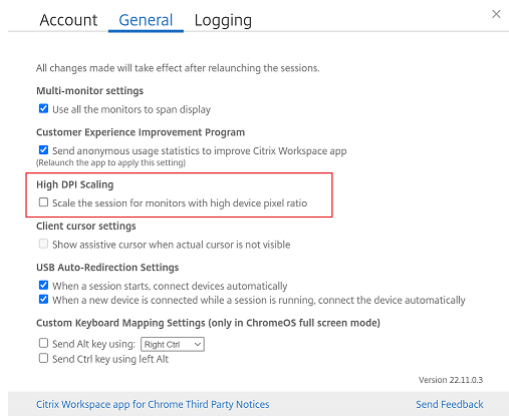 Account General Logging
All changes made will take effect after relaunching the sessions.
Multi-monitor settings
Use all the monitors to span display
Customer Experience Improvement Program
Send anonymous usage statistics to improve Citrix Workspace app
(Relaunch the app to apply this setting)
High DPI Scaling
Scale the session for monitors with high device pixel ratio
Client cursor settings
Show assistive cursor when actual cursor is not visible
USB Auto-Redirection Settings
When a session starts, connect devices automatically
When a new device is connected while a session is running, connect the device automatically
Custom Keyboard Mapping Settings (only in ChromeOS full screen mode)
Send Alt key using: Right Ctrl
Send Ctrl key using left Alt
Version 22.11.0.3
Citrix Workspace app for Chrome Third Party Notices Send Feedback